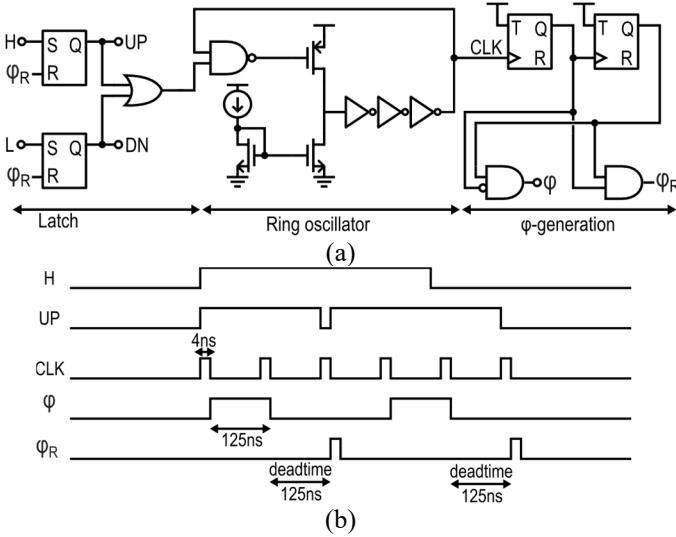 H S Q UP
φR R
L S Q DN
φR R
CLK
T Q
R
T Q
R
φ
φR
Latch
Ring oscillator
φ-generation
(a)
H
UP
4ns
CLK
φ
125ns
φR
deadtime
125ns
deadtime
125ns
(b)